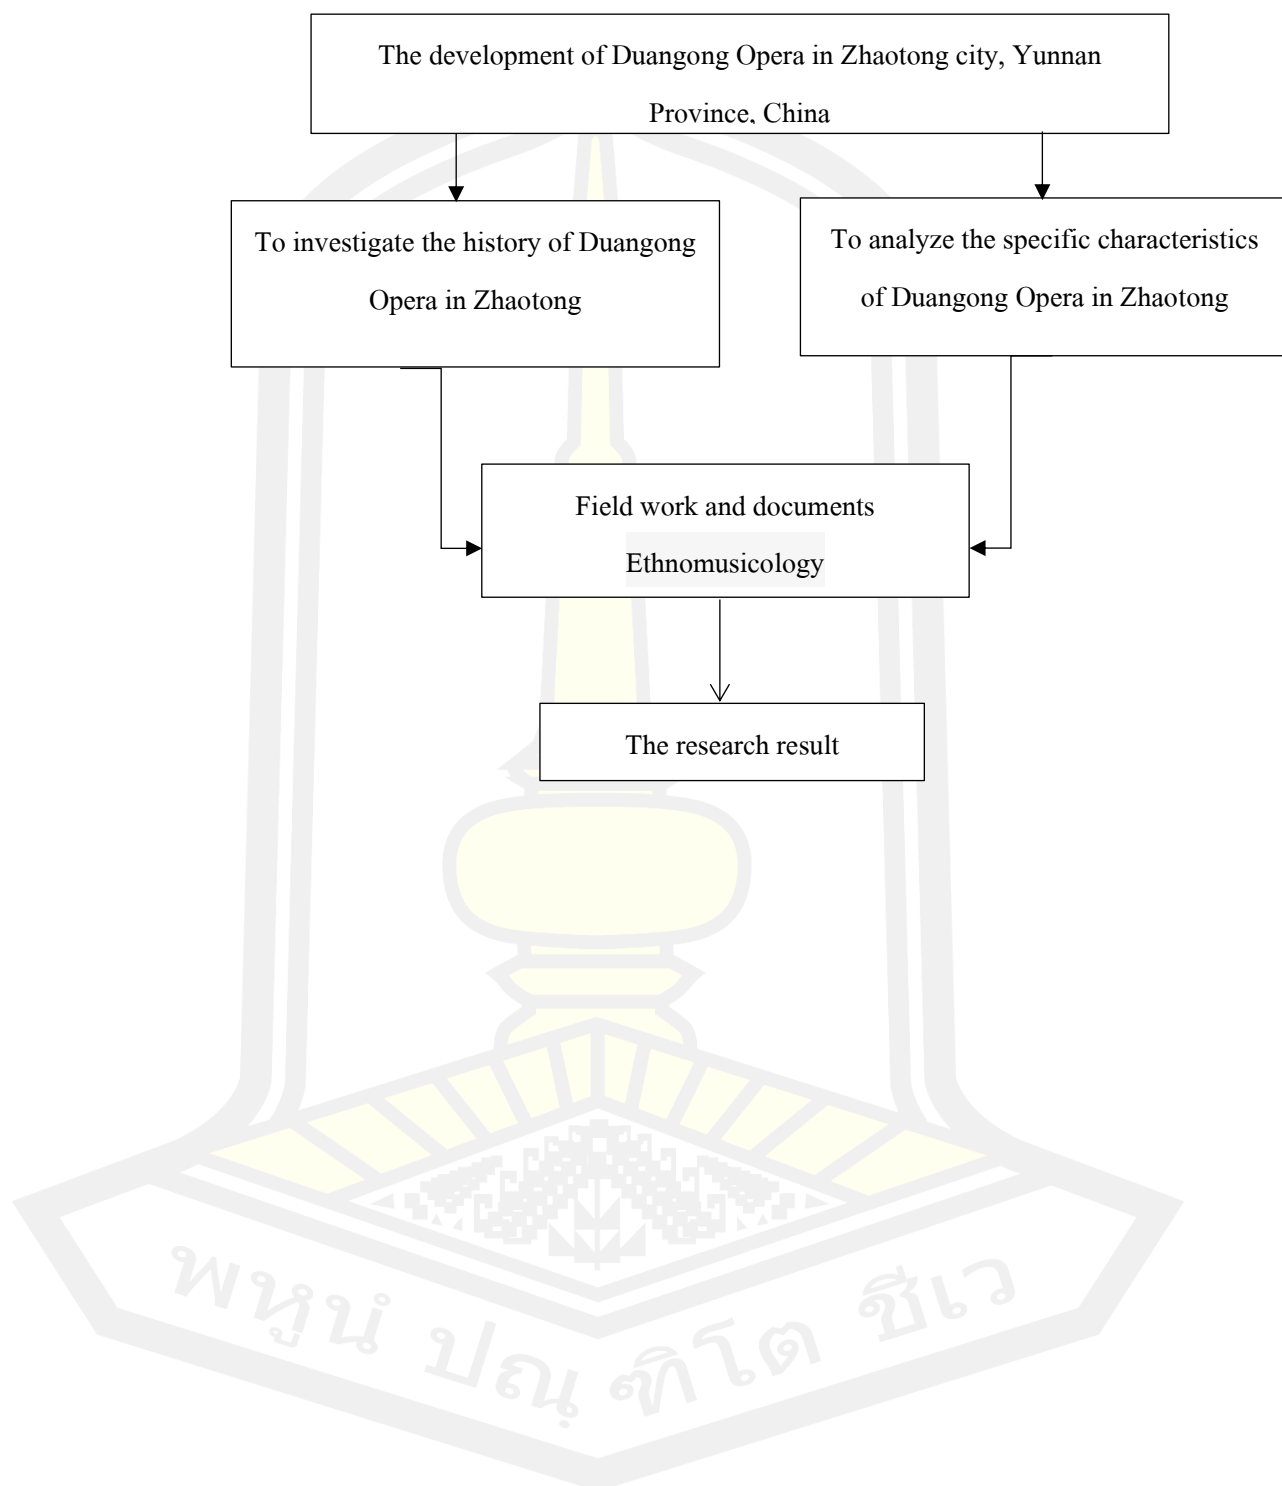 The development of Duangong Opera in Zhaotong city, Yunnan
Province, China
To investigate the history of Duangong
Opera in Zhaotong
To analyze the specific characteristics
of Duangong Opera in Zhaotong
Field work and documents
Ethnomusicology
The research result
พหูนํ ปณฺฑิโต ชีเว